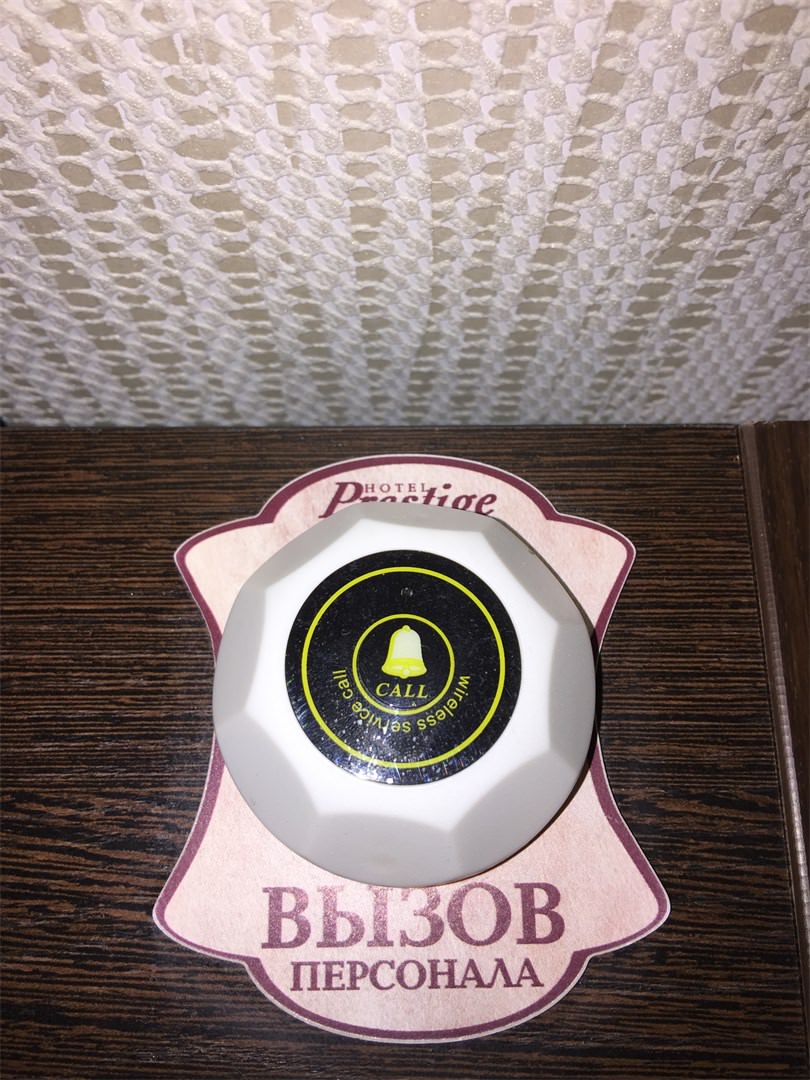 HOTEL
Prestige
CALL
wireless service call
ВЫЗОВ
ПЕРСОНАЛА